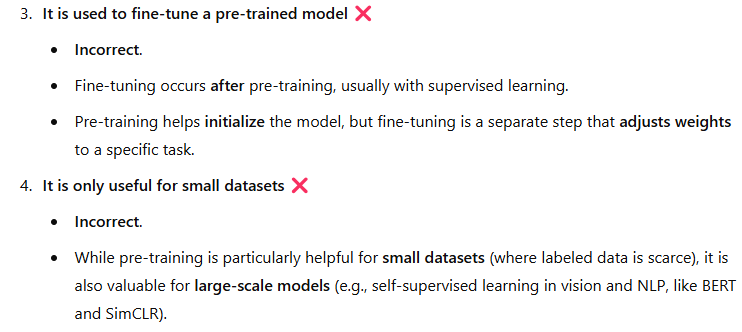 3. It is used to fine-tune a pre-trained model ❌
• Incorrect.
• Fine-tuning occurs after pre-training, usually with supervised learning.
• Pre-training helps initialize the model, but fine-tuning is a separate step that adjusts weights
to a specific task.
4. It is only useful for small datasets ❌
• Incorrect.
• While pre-training is particularly helpful for small datasets (where labeled data is scarce), it is
also valuable for large-scale models (e.g., self-supervised learning in vision and NLP, like BERT
and SimCLR).